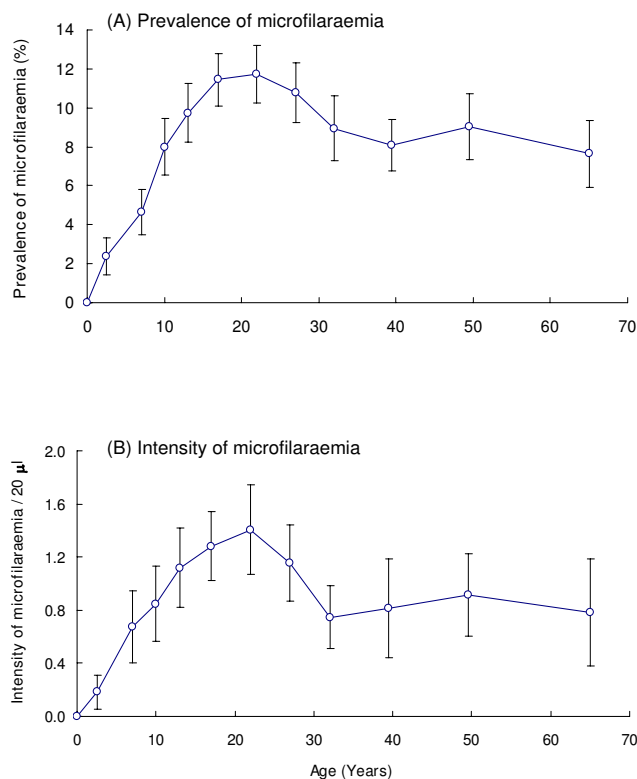 (A) Prevalence of microfilaraemia
Prevalence of microfilaraemia (%)
14
12
10
8
6
4
2
0
0 10 20 30 40 50 60 70
(B) Intensity of microfilaraemia
Intensity of microfilaraemia / 20 µl
2.0
1.6
1.2
0.8
0.4
0.0
0 10 20 30 40 50 60 70
Age (Years)